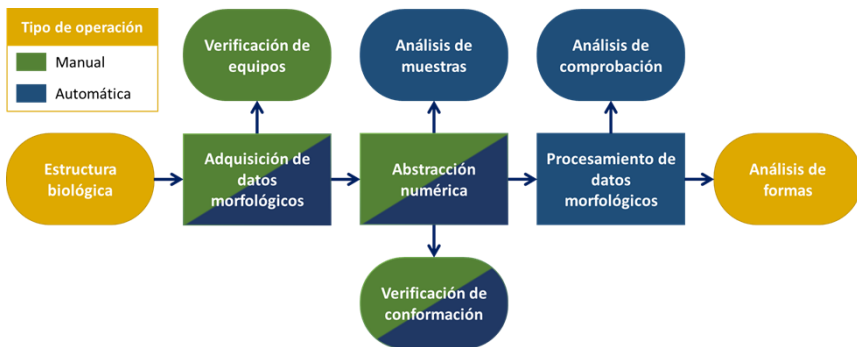 Tipo de operación
Manual
Automática
Verificación de
equipos
Análisis de
muestras
Análisis de
comprobación
Estructura
biológica
Adquisición de
datos
morfológicos
Abstracción
numérica
Procesamiento de
datos
morfológicos
Análisis de
formas
Verificación de
conformación